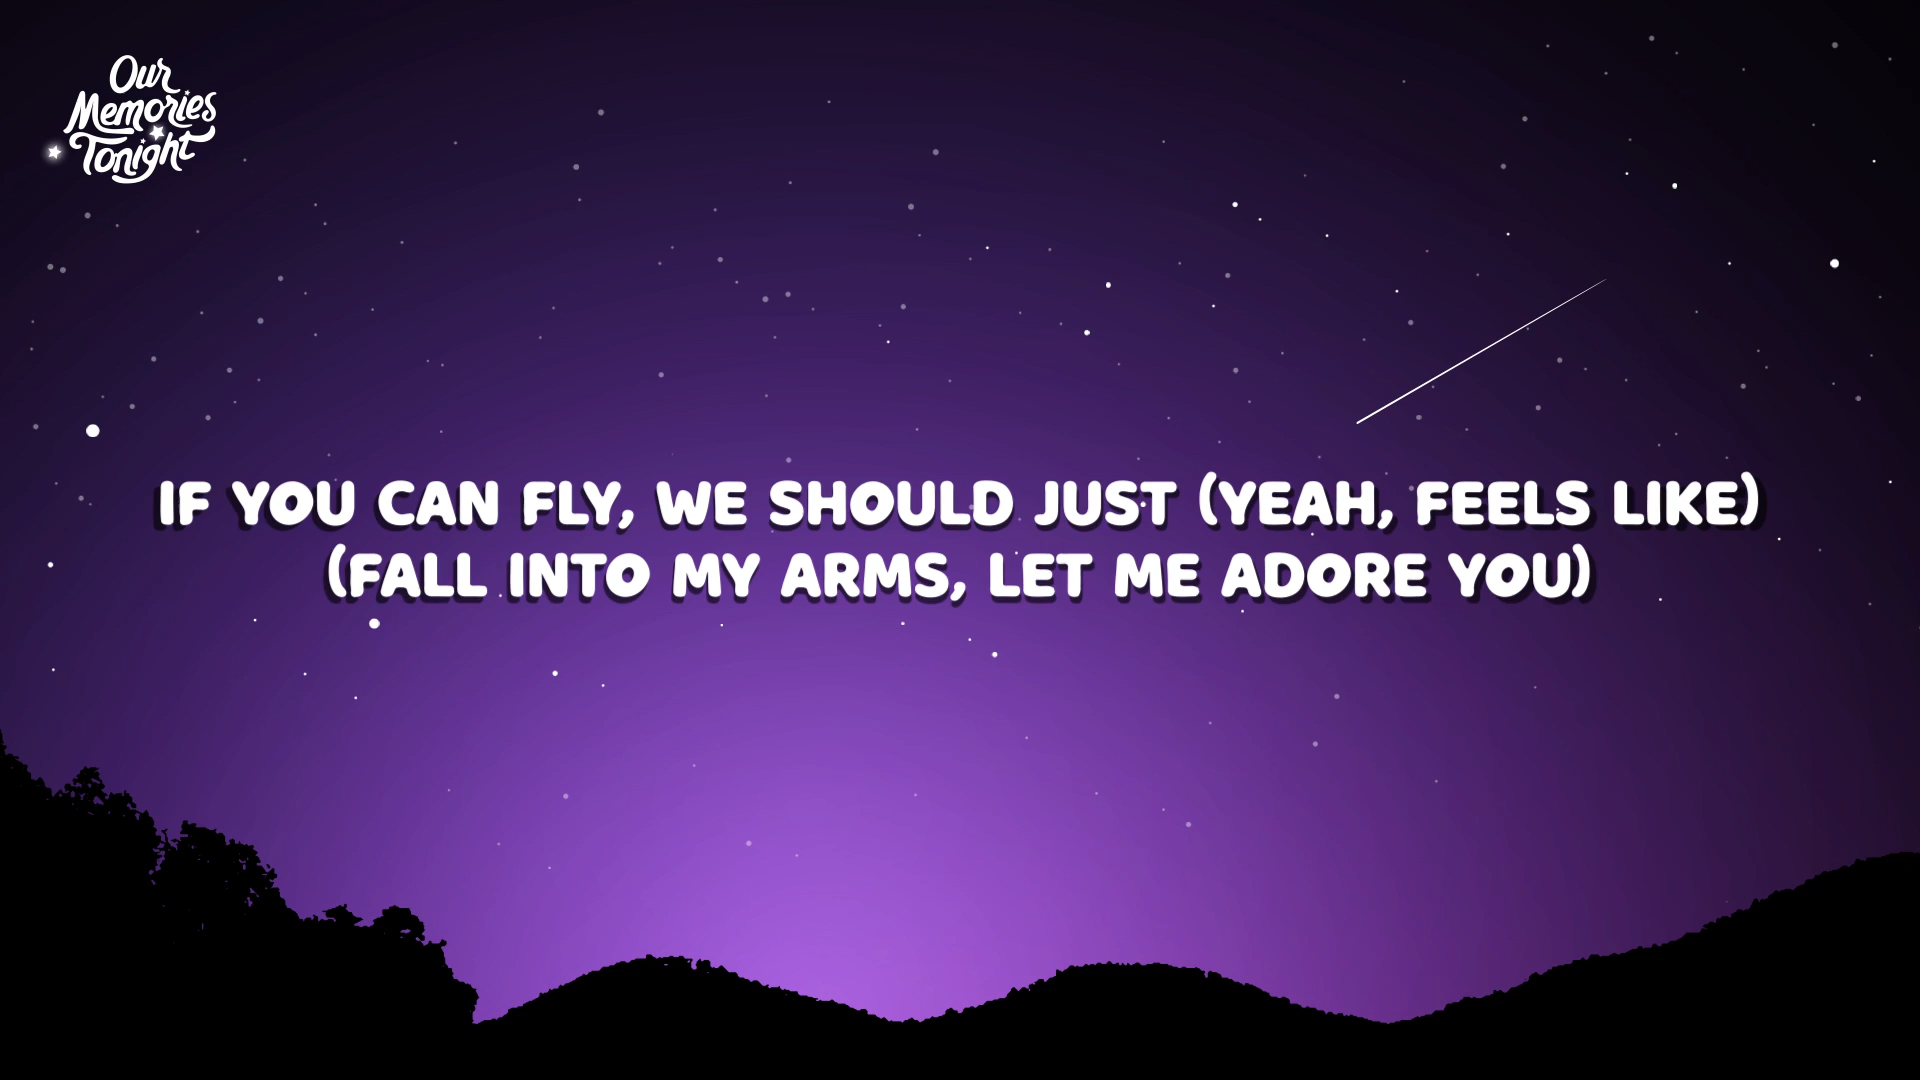 Our
Memories
Tonight
IF YOU CAN FLY, WE SHOULD JUST (YEAH, FEELS LIKE)
(FALL INTO MY ARMS, LET ME ADORE YOU)